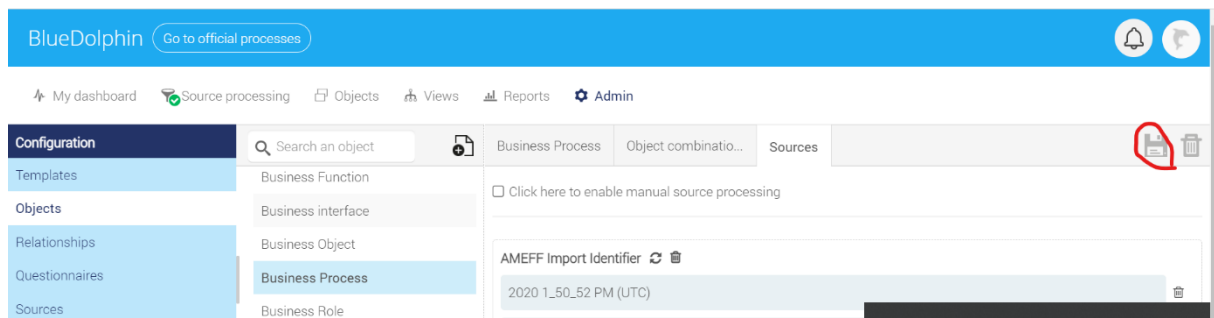 BlueDolphin Go to official processes
My dashboard Source processing Objects Views Reports Admin
Configuration Search an object Business Process Object combinatio... Sources
Templates Business Function
Click here to enable manual source processing
Objects Business interface
Relationships Business Object
AMEFF Import Identifier
Questionnaires Business Process
2020 1_50_52 PM (UTC)
Sources Business Role